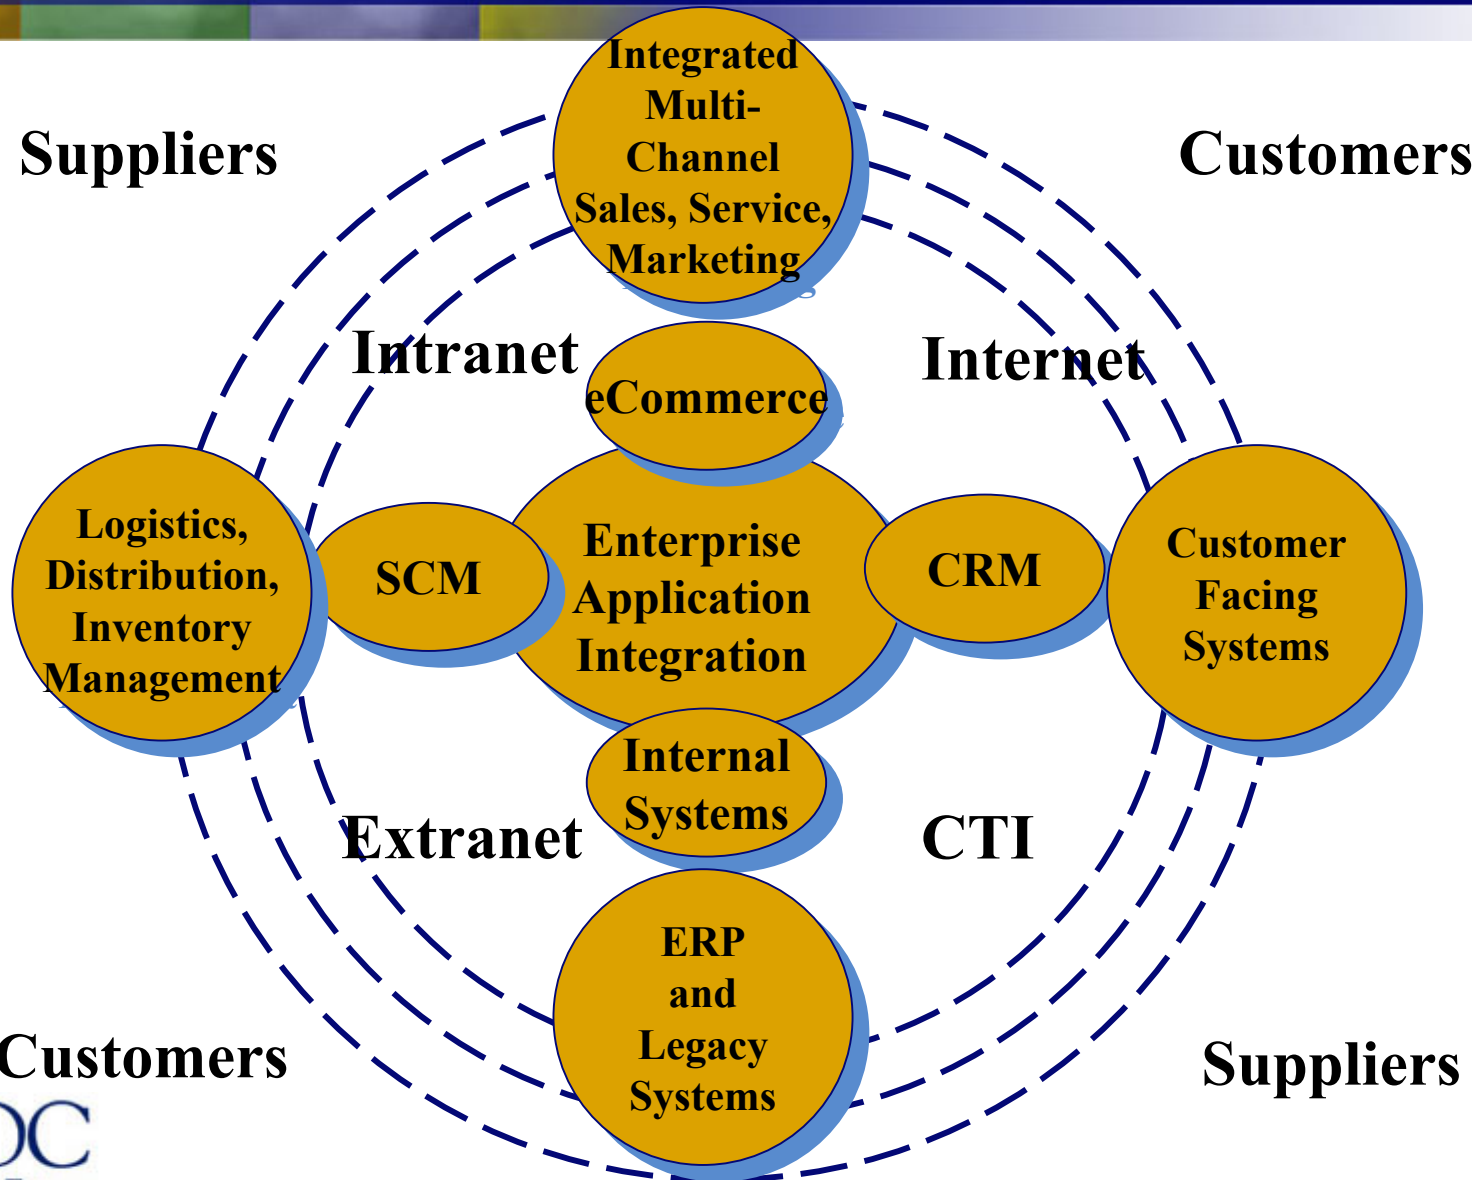 Integrated
Multi-
Channel
Sales, Service,
Marketing
Suppliers
Customers
Intranet
Internet
eCommerce
Logistics,
Distribution,
Inventory
Management
SCM
Enterprise
Application
Integration
CRM
Customer
Facing
Systems
Internal
Systems
Extranet
CTI
ERP
and
Legacy
Systems
Customers
Suppliers